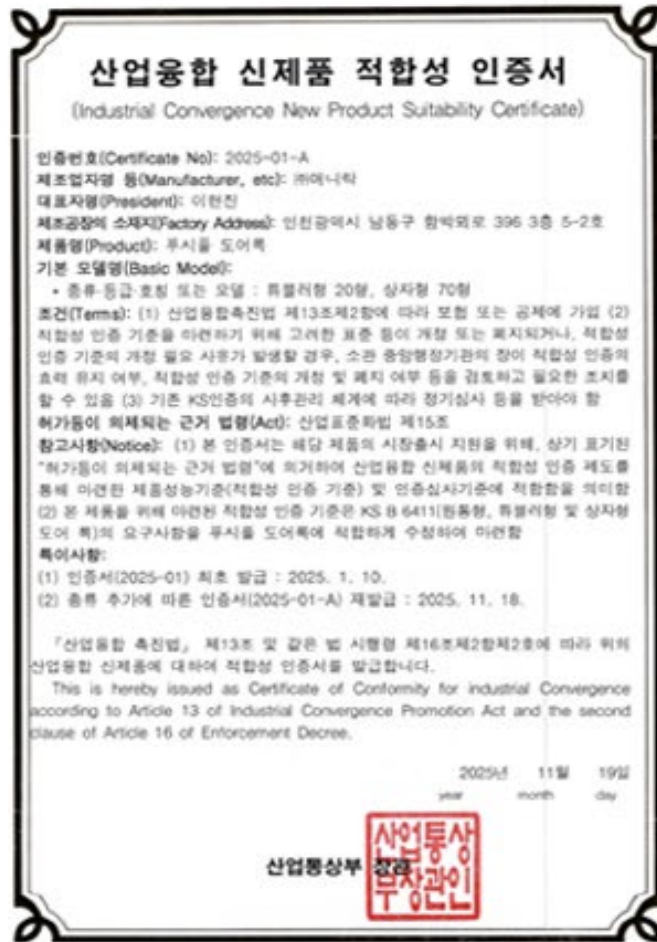 산업융합 신제품 적합성 인증서
(Industrial Convergence New Product Suitability Certificate)
인증번호(Certificate No): 2025-01-A
제조업자명 등(Manufacturer, etc): ㈜메니락
대표자명(President): 이현진
제조공장의 소재지(Factory Address): 인천광역시 남동구 함박뫼로 396 3층 5-2호
제품명(Product): 푸시풀 도어록
기본 모델명(Basic Model):
• 종류·등급·호칭 또는 모델 : 튜블러형 20형, 상자형 70형
조건(Terms): (1) 산업융합촉진법 제13조제2항에 따라 보험 또는 공제에 가입 (2)
적합성 인증 기준을 마련하기 위해 고려한 표준 등이 개정 또는 폐지되거나, 적합성
인증 기준의 개정 필요 사유가 발생할 경우, 소관 중앙행정기관의 장이 적합성 인증의
효력 유지 여부, 적합성 인증 기준의 개정 및 폐지 여부 등을 검토하고 필요한 조치를
할 수 있음 (3) 기존 KS인증의 사후관리 체계에 따라 정기심사 등을 받아야 함
허가등이 의제되는 근거 법령(Act): 산업표준화법 제15조
참고사항(Notice): (1) 본 인증서는 해당 제품의 시장출시 지원을 위해, 상기 표기된
"허가등이 의제되는 근거 법령"에 의거하여 산업융합 신제품의 적합성 인증 제도를
통해 마련한 제품성능기준(적합성 인증 기준) 및 인증심사기준에 적합함을 의미함
(2) 본 제품을 위해 마련된 적합성 인증 기준은 KS B 6411(원통형, 튜블러형 및 상자형
도어 록)의 요구사항을 푸시풀 도어록에 적합하게 수정하여 마련함
특이사항:
(1) 인증서(2025-01) 최초 발급 : 2025. 1. 10.
(2) 종류 추가에 따른 인증서(2025-01-A) 재발급 : 2025. 11. 18.
「산업융합 촉진법」 제13조 및 같은 법 시행령 제16조제2항제2호에 따라 위의
산업융합 신제품에 대하여 적합성 인증서를 발급합니다.
This is hereby issued as Certificate of Conformity for industrial Convergence
according to Article 13 of Industrial Convergence Promotion Act and the second
clause of Article 16 of Enforcement Decree.
2025년 11월 19일
year month day
산업통상부 장관
산업통상
부장관인